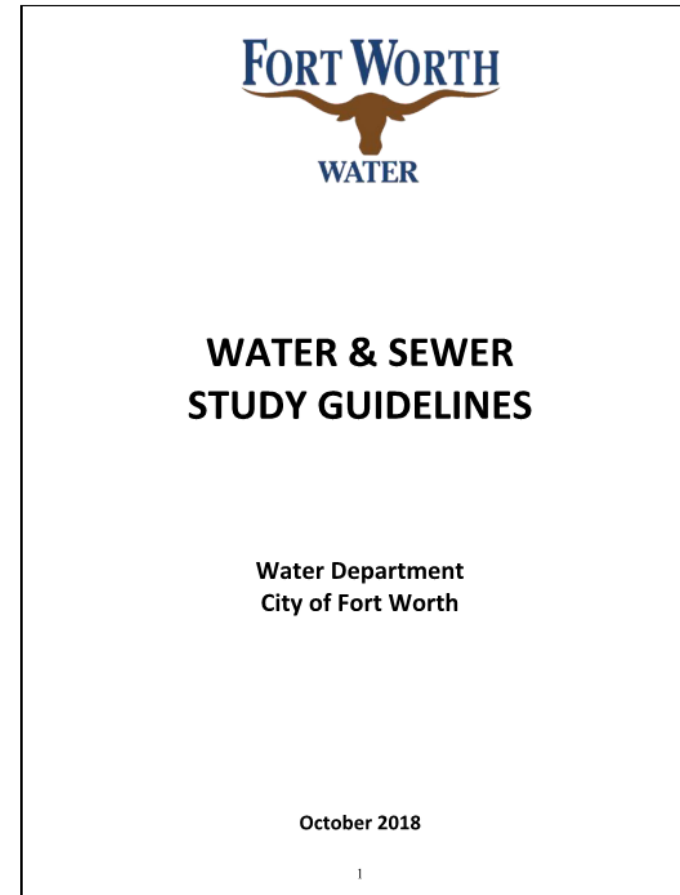 FORT WORTH
WATER
WATER & SEWER
STUDY GUIDELINES
Water Department
City of Fort Worth
October 2018
1